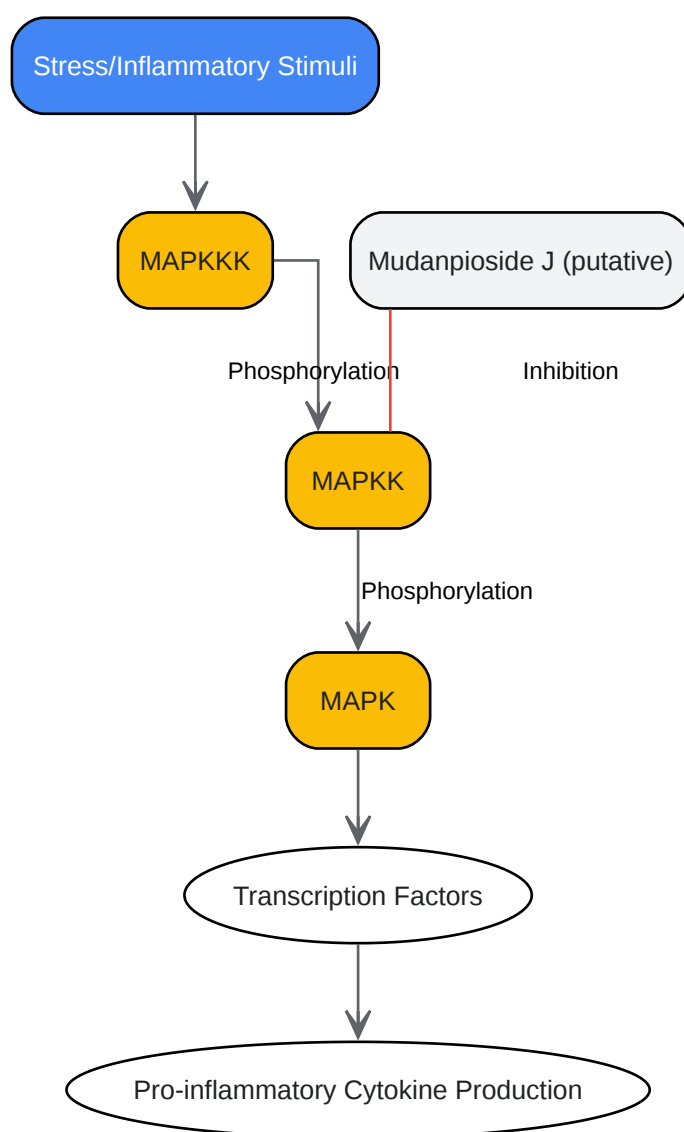 Stress/Inflammatory Stimuli
MAPKKK
Mudanpioside J (putative)
Phosphorylation
Inhibition
MAPKK
Phosphorylation
MAPK
Transcription Factors
Pro-inflammatory Cytokine Production